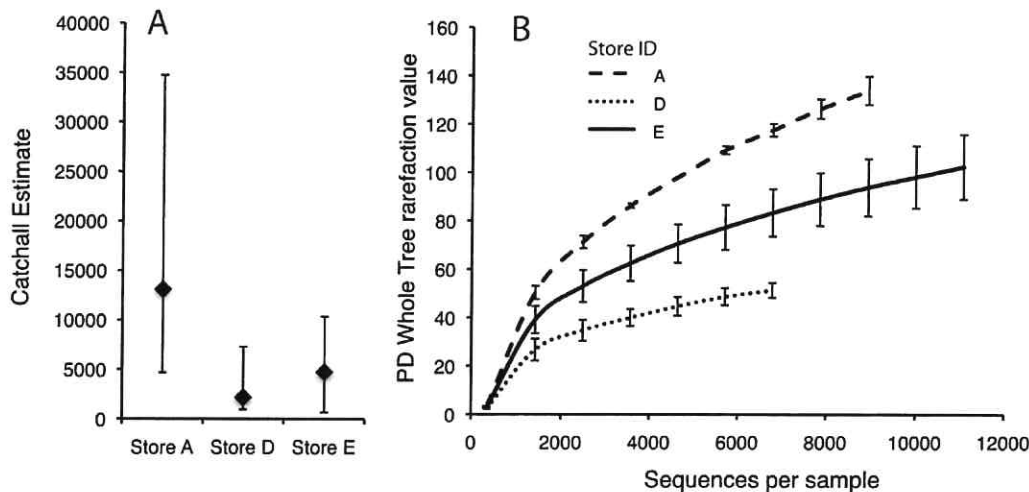 A
Catchall Estimate
40000
35000
30000
25000
20000
15000
10000
5000
0
Store A Store D Store E
B
Store ID
A
D
E
PD Whole Tree rarefaction value
160
140
120
100
80
60
40
20
0
0 2000 4000 6000 8000 10000 12000
Sequences per sample